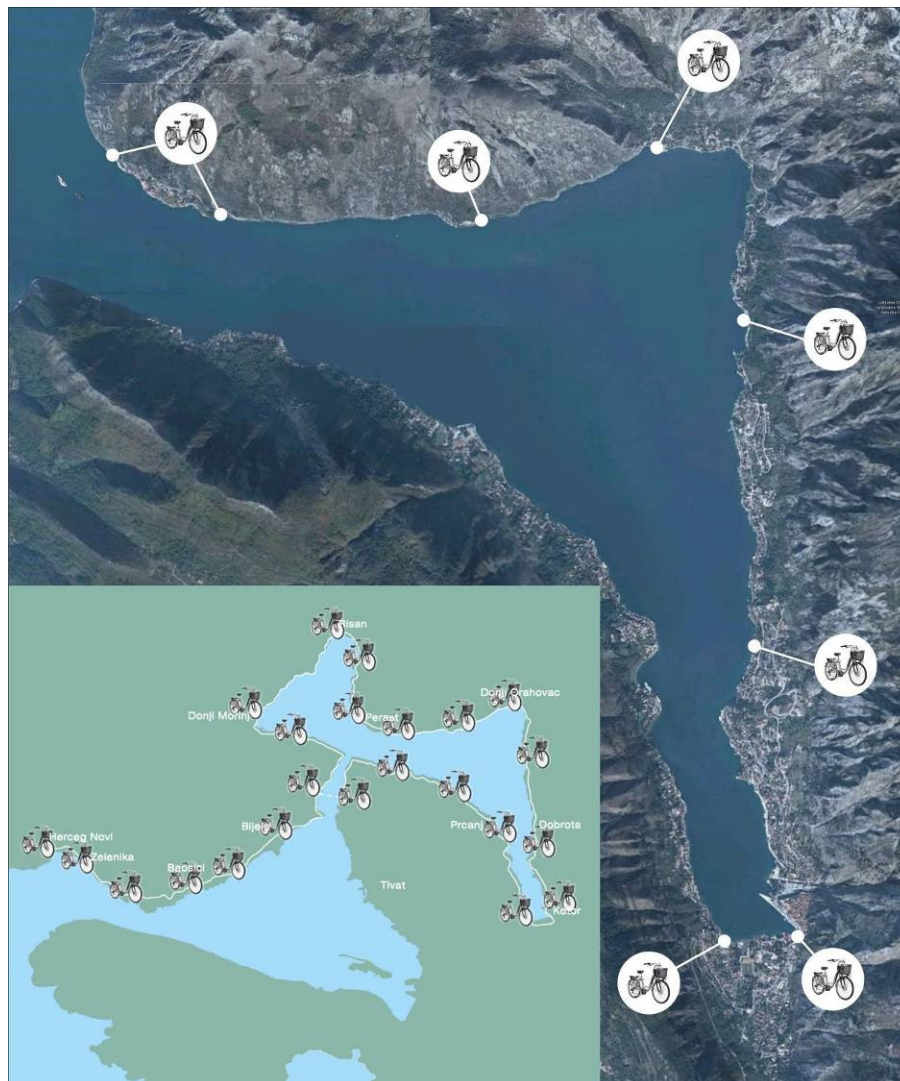 Risan
Donji Orahovac
Donji Morinj
Perast
Bijela
Prcanj
Dobrota
Herceg Novi
Zelenika
Baosici
Tivat
Kotor